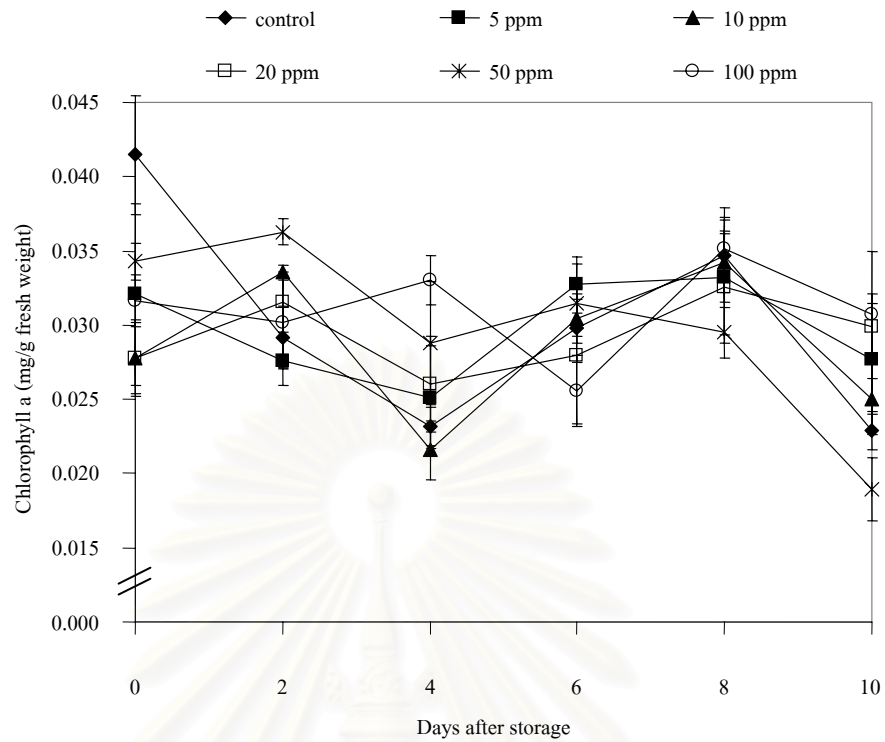 control 5 ppm 10 ppm
20 ppm 50 ppm 100 ppm
0.045
0.040
0.035
0.030
0.025
0.020
0.015
0.000
Chlorophyll a (mg/g fresh weight)
0 2 4 6 8 10
Days after storage